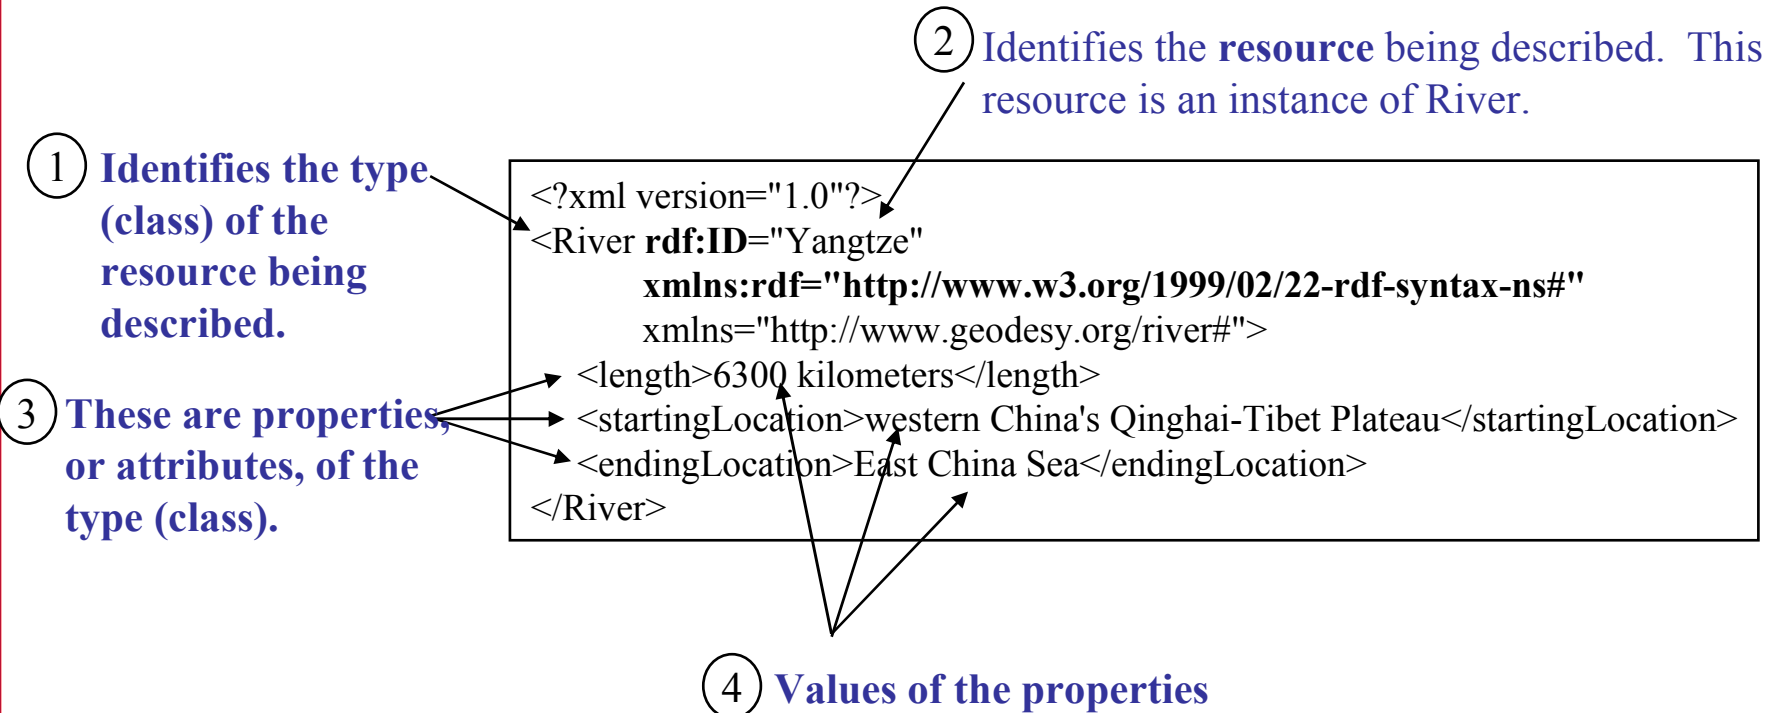 2 Identifies the resource being described. This
resource is an instance of River.
1 Identifies the type
(class) of the
resource being
described.
<?xml version="1.0"?>
<River rdf:ID="Yangtze"
xmlns:rdf="http://www.w3.org/1999/02/22-rdf-syntax-ns#"
xmlns="http://www.geodesy.org/river#">
<length>6300 kilometers</length>
<startingLocation>western China's Qinghai-Tibet Plateau</startingLocation>
<endingLocation>East China Sea</endingLocation>
</River>
3 These are properties,
or attributes, of the
type (class).
4 Values of the properties